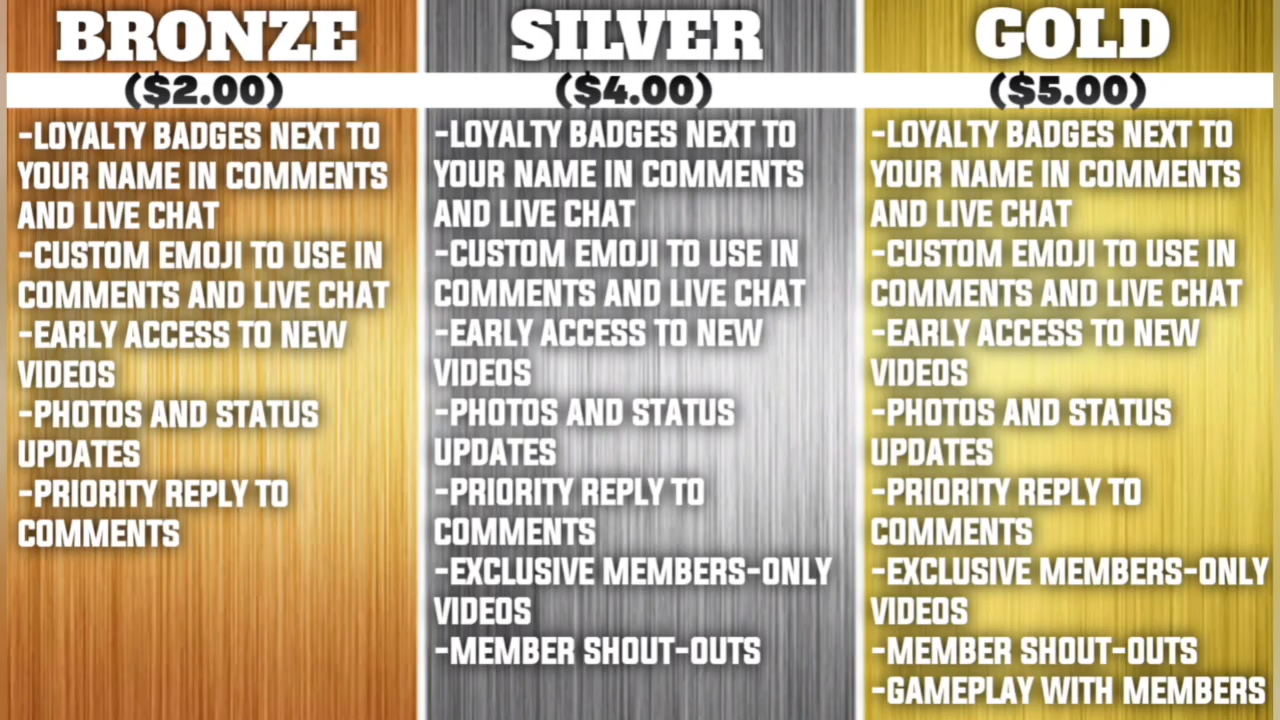 BRONZE
($2.00)
-LOYALTY BADGES NEXT TO
YOUR NAME IN COMMENTS
AND LIVE CHAT
-CUSTOM EMOJI TO USE IN
COMMENTS AND LIVE CHAT
-EARLY ACCESS TO NEW
VIDEOS
-PHOTOS AND STATUS
UPDATES
-PRIORITY REPLY TO
COMMENTS
SILVER
($4.00)
-LOYALTY BADGES NEXT TO
YOUR NAME IN COMMENTS
AND LIVE CHAT
-CUSTOM EMOJI TO USE IN
COMMENTS AND LIVE CHAT
-EARLY ACCESS TO NEW
VIDEOS
-PHOTOS AND STATUS
UPDATES
-PRIORITY REPLY TO
COMMENTS
-EXCLUSIVE MEMBERS-ONLY
VIDEOS
-MEMBER SHOUT-OUTS
GOLD
($5.00)
-LOYALTY BADGES NEXT TO
YOUR NAME IN COMMENTS
AND LIVE CHAT
-CUSTOM EMOJI TO USE IN
COMMENTS AND LIVE CHAT
-EARLY ACCESS TO NEW
VIDEOS
-PHOTOS AND STATUS
UPDATES
-PRIORITY REPLY TO
COMMENTS
-EXCLUSIVE MEMBERS-ONLY
VIDEOS
-MEMBER SHOUT-OUTS
-GAMEPLAY WITH MEMBERS